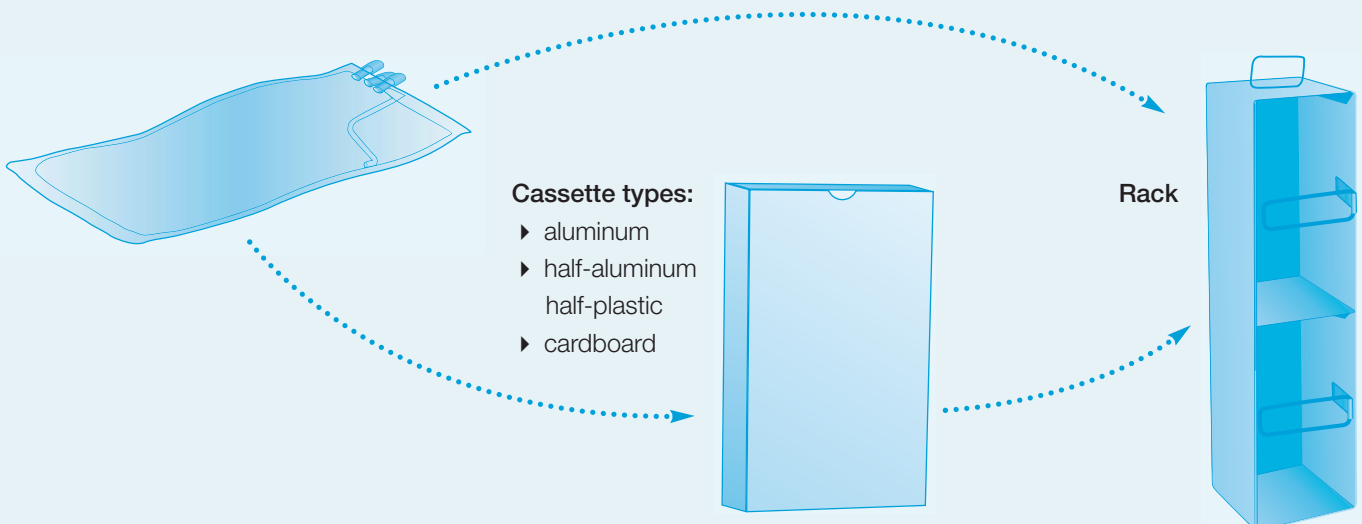 Cassette types:
▸ aluminum
▸ half-aluminum
half-plastic
▸ cardboard
Rack